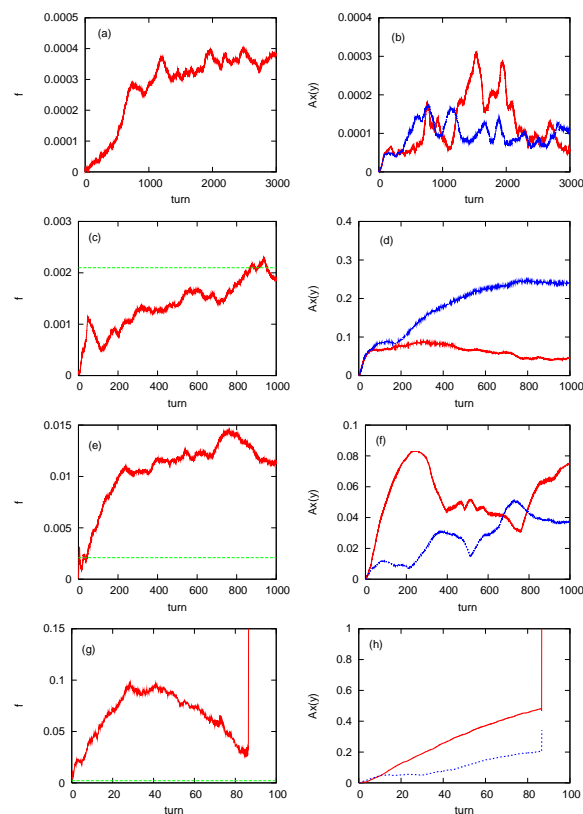 0.0005
0.0004
0.0003
0.0002
0.0001
0
f
(a)
0 1000 2000 3000
turn
0.0004
0.0003
0.0002
0.0001
0
Ax(y)
(b)
0 1000 2000 3000
turn
0.003
0.002
0.001
0
f
(c)
0 200 400 600 800 1000
turn
0.4
0.3
0.2
0.1
0
Ax(y)
(d)
0 200 400 600 800 1000
turn
0.015
0.01
0.005
0
f
(e)
0 200 400 600 800 1000
turn
0.1
0.08
0.06
0.04
0.02
0
Ax(y)
(f)
0 200 400 600 800 1000
turn
0.15
0.1
0.05
0
f
(g)
0 20 40 60 80 100
turn
1
0.8
0.6
0.4
0.2
0
Ax(y)
(h)
0 20 40 60 80 100
turn